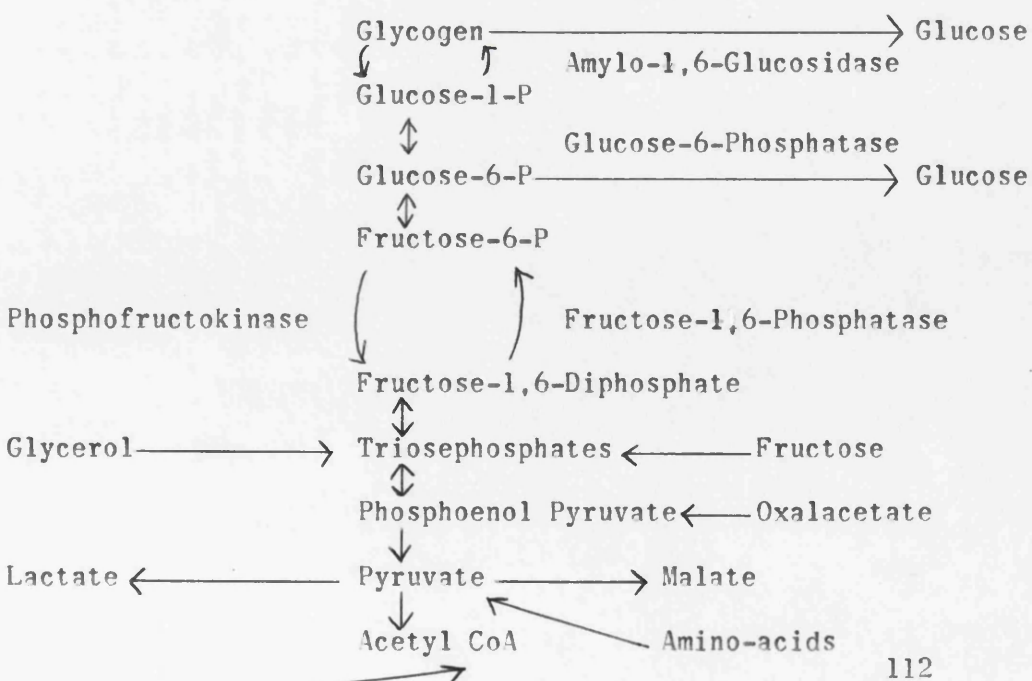 Glycogen Glucose
Amylo-1,6-Glucosidase
Glucose-1-P
Glucose-6-Phosphatase
Glucose-6-P Glucose
Fructose-6-P
Phosphofructokinase Fructose-1,6-Phosphatase
Fructose-1,6-Diphosphate
Glycerol Triosephosphates Fructose
Phosphoenol Pyruvate Oxalacetate
Lactate Pyruvate Malate
Acetyl CoA Amino-acids
112